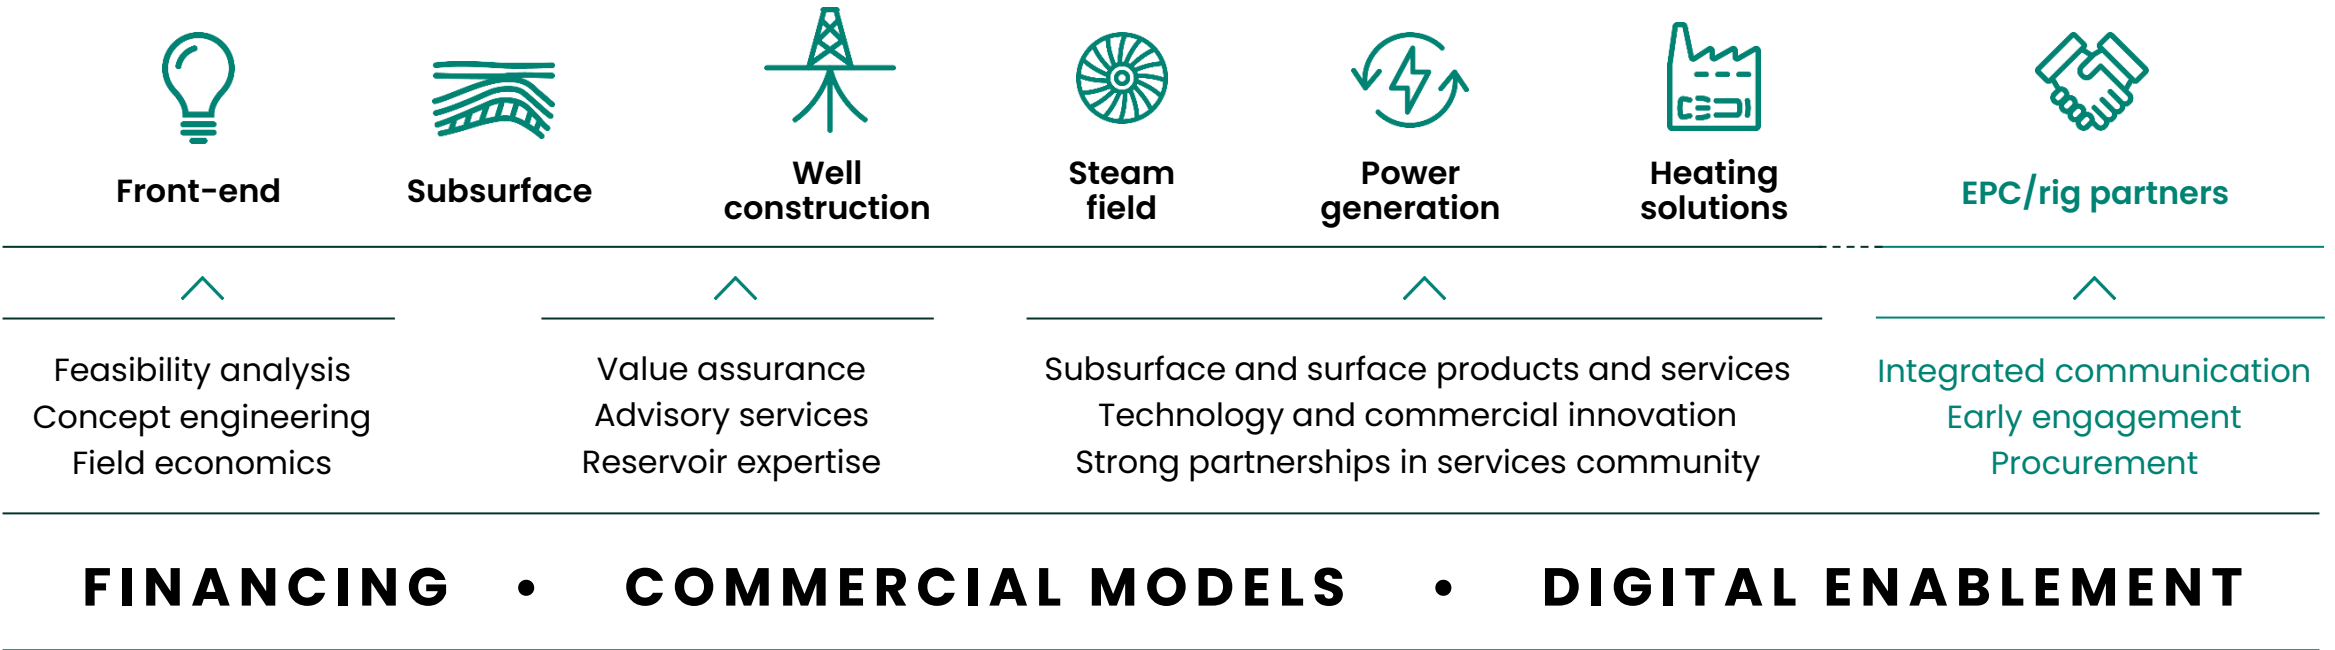 Front-end
Subsurface
Well
construction
Steam
field
Power
generation
Heating
solutions
EPC/rig partners
Feasibility analysis
Concept engineering
Field economics
Value assurance
Advisory services
Reservoir expertise
Subsurface and surface products and services
Technology and commercial innovation
Strong partnerships in services community
Integrated communication
Early engagement
Procurement
FINANCING • COMMERCIAL MODELS • DIGITAL ENABLEMENT